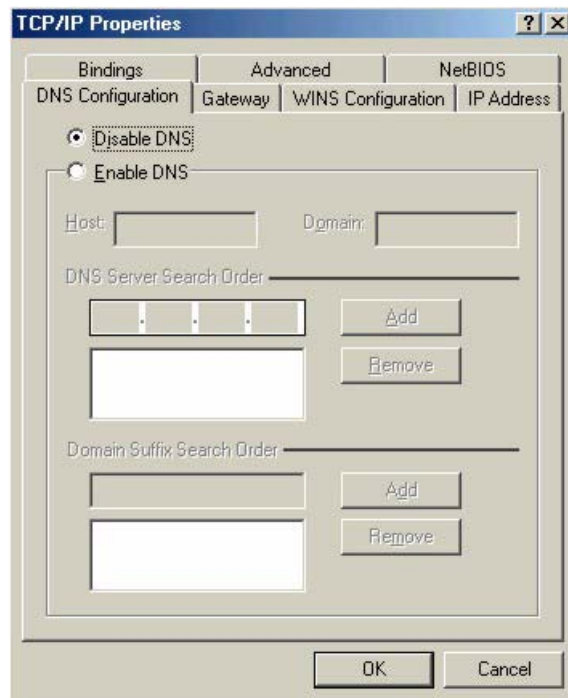 TCP/IP Properties
Bindings Advanced NetBIOS
DNS Configuration Gateway WINS Configuration IP Address
Disable DNS
Enable DNS
Host: Domain:
DNS Server Search Order
Add
Remove
Domain Suffix Search Order
Add
Remove
OK Cancel